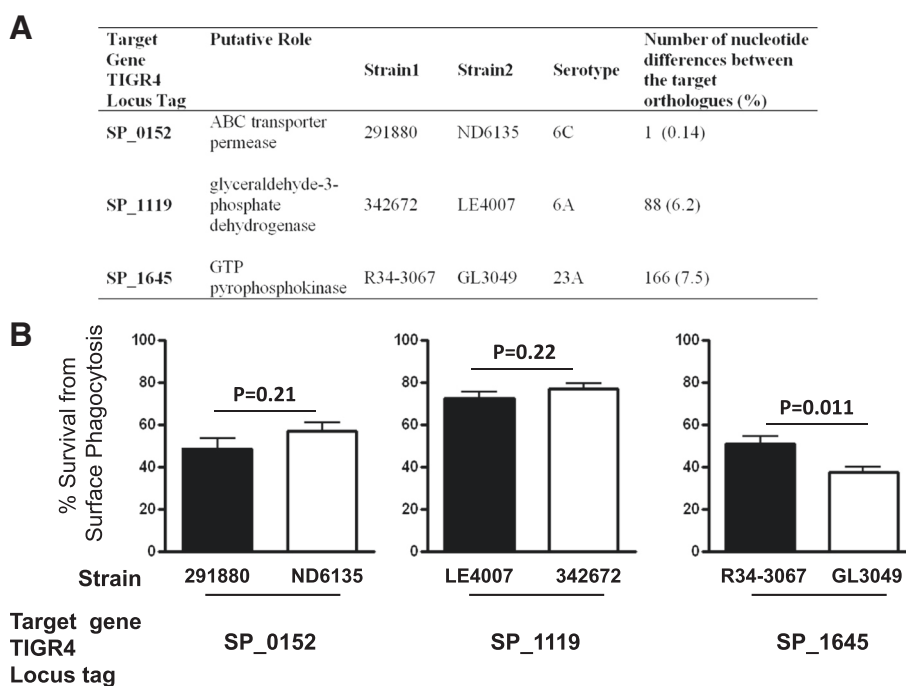 A
Target
Gene
TIGR4
Locus Tag
Putative Role
Strain1
Strain2
Serotype
Number of nucleotide
differences between
the target
orthologues (%)
SP_0152
ABC transporter
permease
291880
ND6135
6C
1 (0.14)
SP_1119
glyceraldehyde-3-
phosphate
dehydrogenase
342672
LE4007
6A
88 (6.2)
SP_1645
GTP
pyrophosphokinase
R34-3067
GL3049
23A
166 (7.5)
B
% Survival from
Surface Phagocytosis
100
80
60
40
20
0
P=0.21
100
80
60
40
20
0
P=0.22
100
80
60
40
20
0
P=0.011
Strain
291880
ND6135
LE4007
342672
R34-3067
GL3049
Target gene
TIGR4
Locus tag
SP_0152
SP_1119
SP_1645